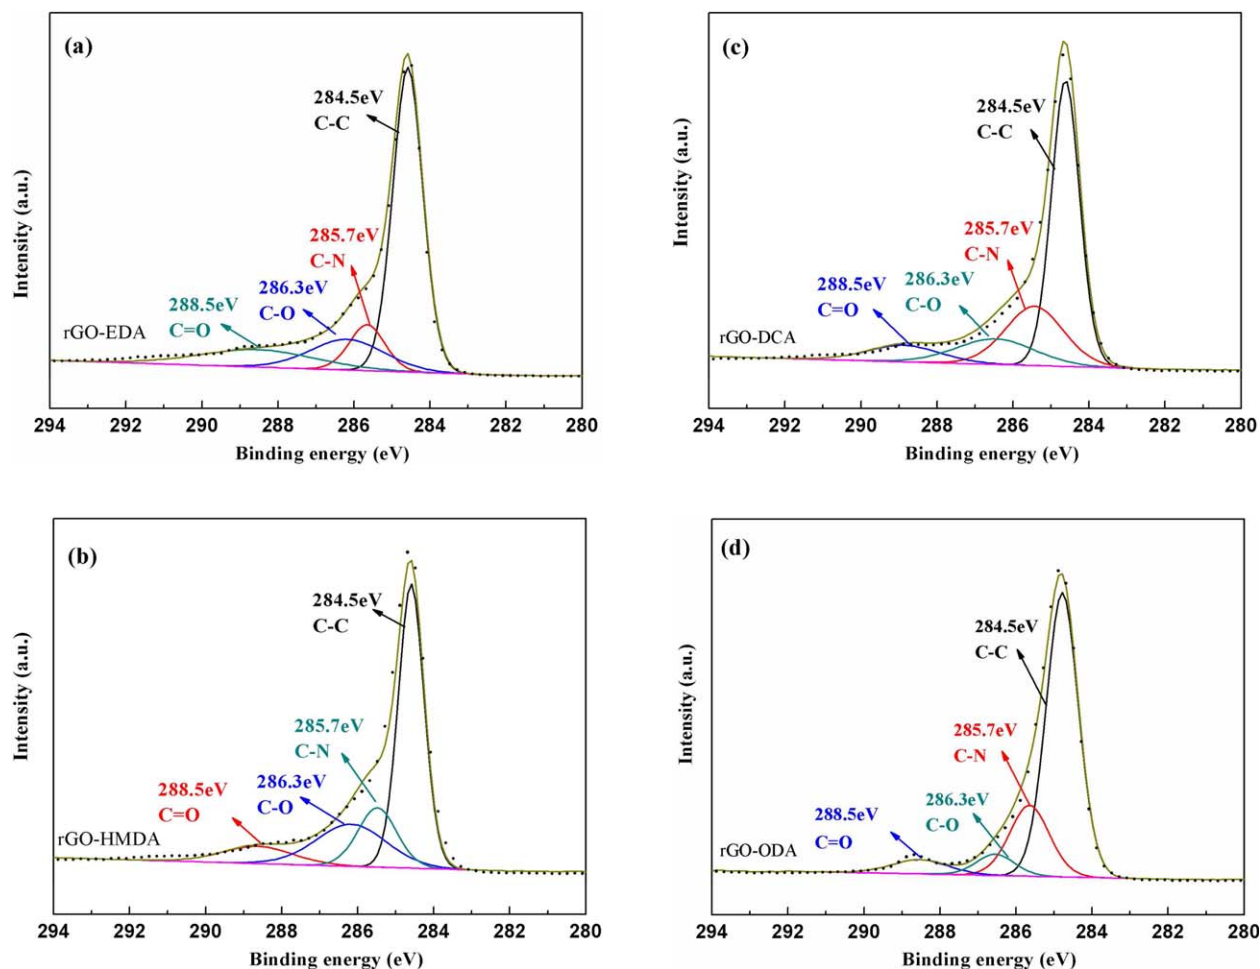 (a)
284.5eV
C-C
285.7eV
C-N
286.3eV
C-O
288.5eV
C=O
rGO-EDA
Intensity (a.u.)
294 292 290 288 286 284 282 280
Binding energy (eV)
(c)
284.5eV
C-C
285.7eV
C-N
286.3eV
C-O
288.5eV
C=O
rGO-DCA
Intensity (a.u.)
294 292 290 288 286 284 282 280
Binding energy (eV)
(b)
284.5eV
C-C
285.7eV
C-N
286.3eV
C-O
288.5eV
C=O
rGO-HMDA
Intensity (a.u.)
294 292 290 288 286 284 282 280
Binding energy (eV)
(d)
284.5eV
C-C
285.7eV
C-N
286.3eV
C-O
288.5eV
C=O
rGO-ODA
Intensity (a.u.)
294 292 290 288 286 284 282 280
Binding energy (eV)